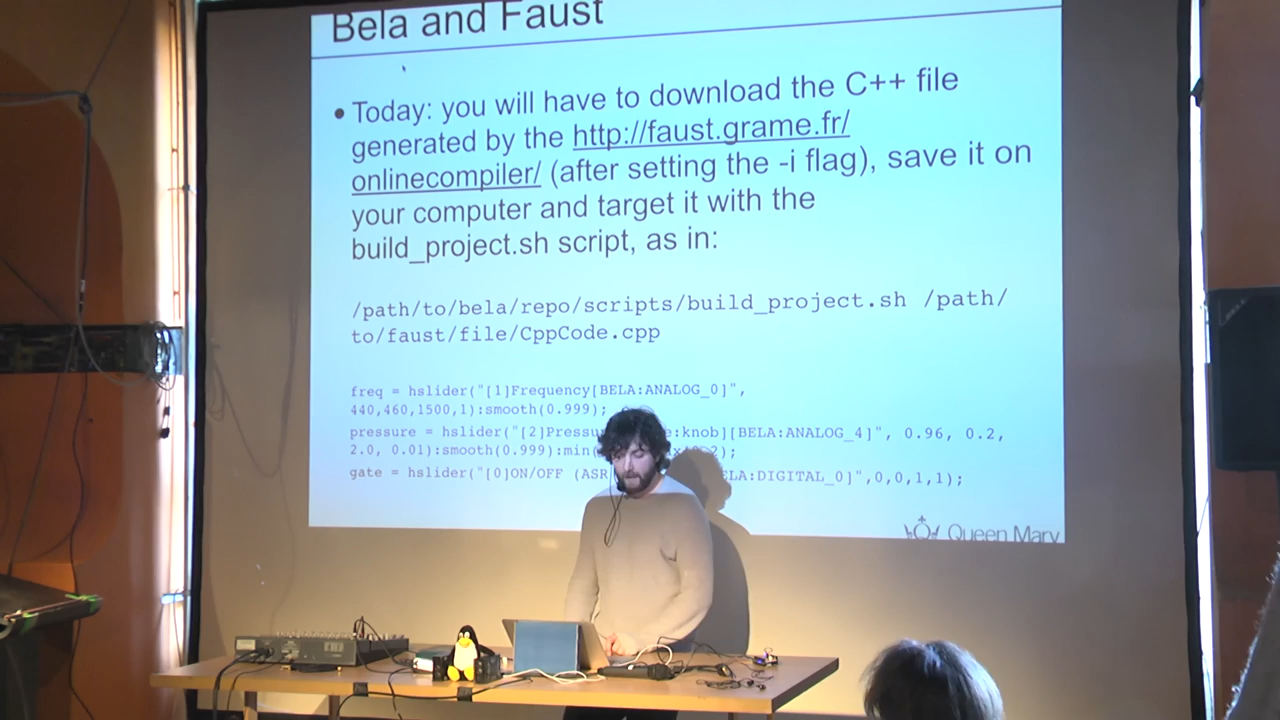 Bela and Faust
• Today: you will have to download the C++ file
generated by the http://faust.grame.fr/
onlinecompiler/ (after setting the -i flag), save it on
your computer and target it with the
build_project.sh script, as in:
/path/to/bela/repo/scripts/build_project.sh /path/
to/faust/file/CppCode.cpp
freq = hslider("[1]Frequency[BELA:ANALOG_0]",
440,460,1500,1):smooth(0.999);
pressure = hslider("[2]Pressu e:knob][BELA:ANALOG_4]", 0.96, 0.2,
2.0, 0.01):smooth(0.999):min( 2);
gate = hslider("[0]ON/OFF (ASR LA:DIGITAL_0]",0,0,1,1);
Queen Mary